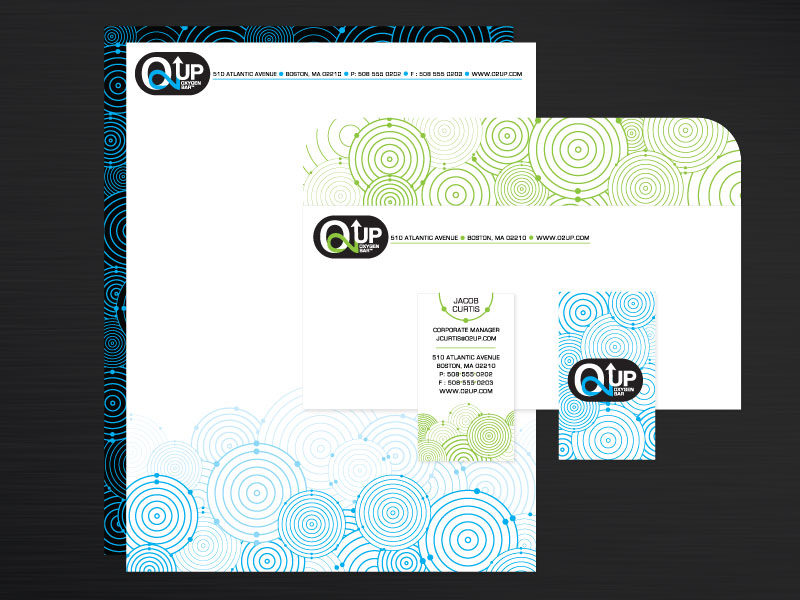 O2UP
OXYGEN
BAR
510 ATLANTIC AVENUE • BOSTON, MA 02210 • P: 508 555 0202 • F : 508 555 0203 • WWW.O2UP.COM
O2UP
OXYGEN
BAR
510 ATLANTIC AVENUE • BOSTON, MA 02210 • WWW.O2UP.COM
JACOB
CURTIS
CORPORATE MANAGER
JCURTIS@O2UP.COM
510 ATLANTIC AVENUE
BOSTON, MA 02210
P: 508-555-0202
F : 508-555-0203
WWW.O2UP.COM
O2UP
OXYGEN
BAR